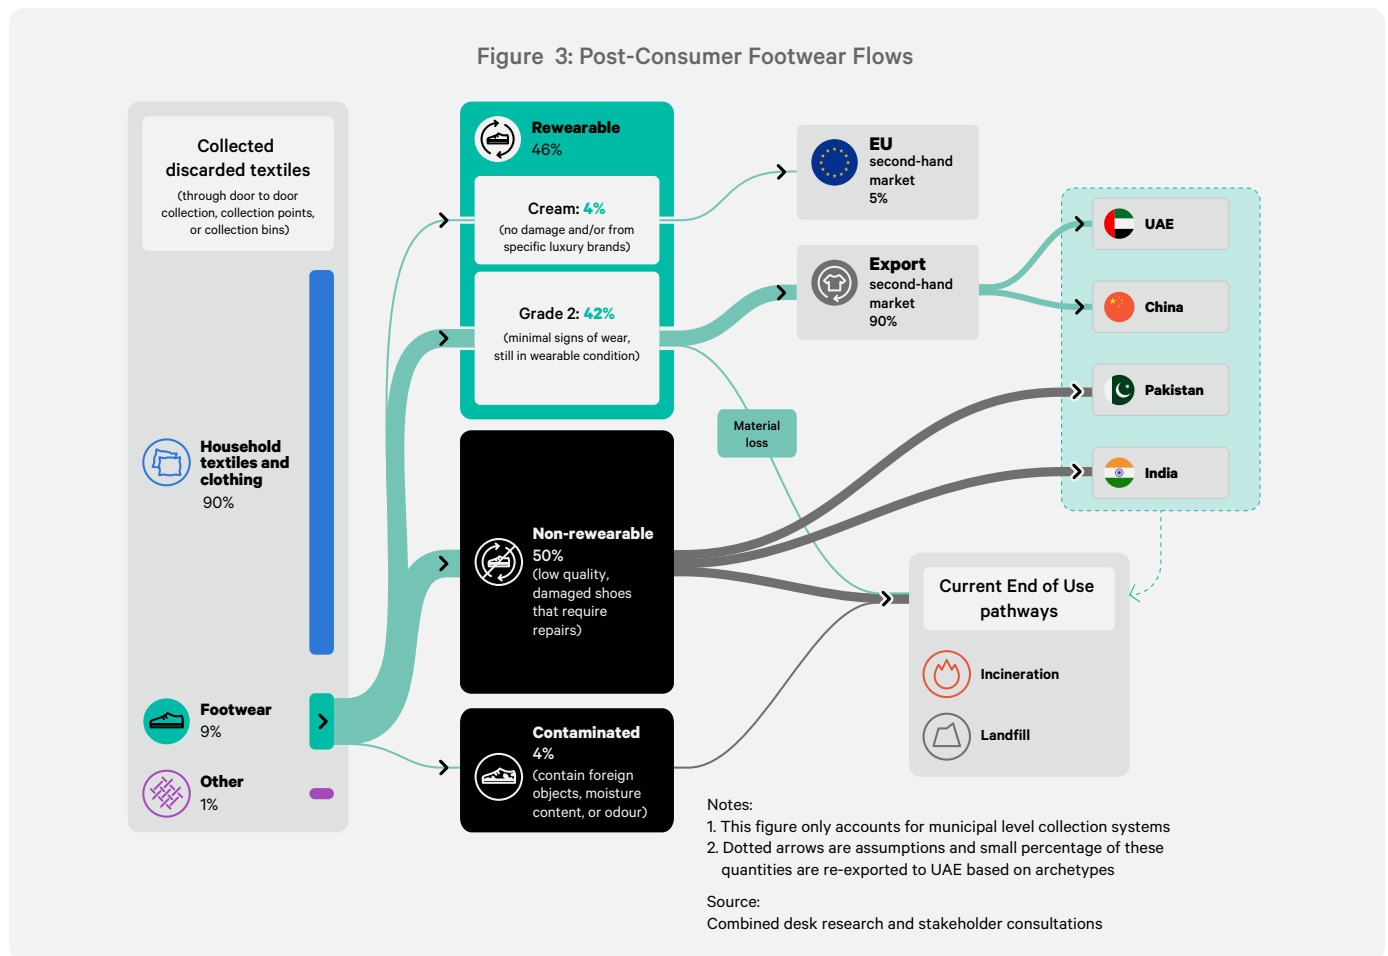 Figure 3: Post-Consumer Footwear Flows
Collected
discarded textiles
(through door to door
collection, collection points,
or collection bins)
Household
textiles and
clothing
90%
Footwear
9%
Other
1%
Rewearable
46%
Cream: 4%
(no damage and/or from
specific luxury brands)
Grade 2: 42%
(minimal signs of wear,
still in wearable condition)
Non-rewearable
50%
(low quality,
damaged shoes
that require
repairs)
Contaminated
4%
(contain foreign
objects, moisture
content, or odour)
EU
second-hand
market
5%
Export
second-hand
market
90%
Material
loss
UAE
China
Pakistan
India
Current End of Use
pathways
Incineration
Landfill
Notes:
1. This figure only accounts for municipal level collection systems
2. Dotted arrows are assumptions and small percentage of these
quantities are re-exported to UAE based on archetypes
Source:
Combined desk research and stakeholder consultations